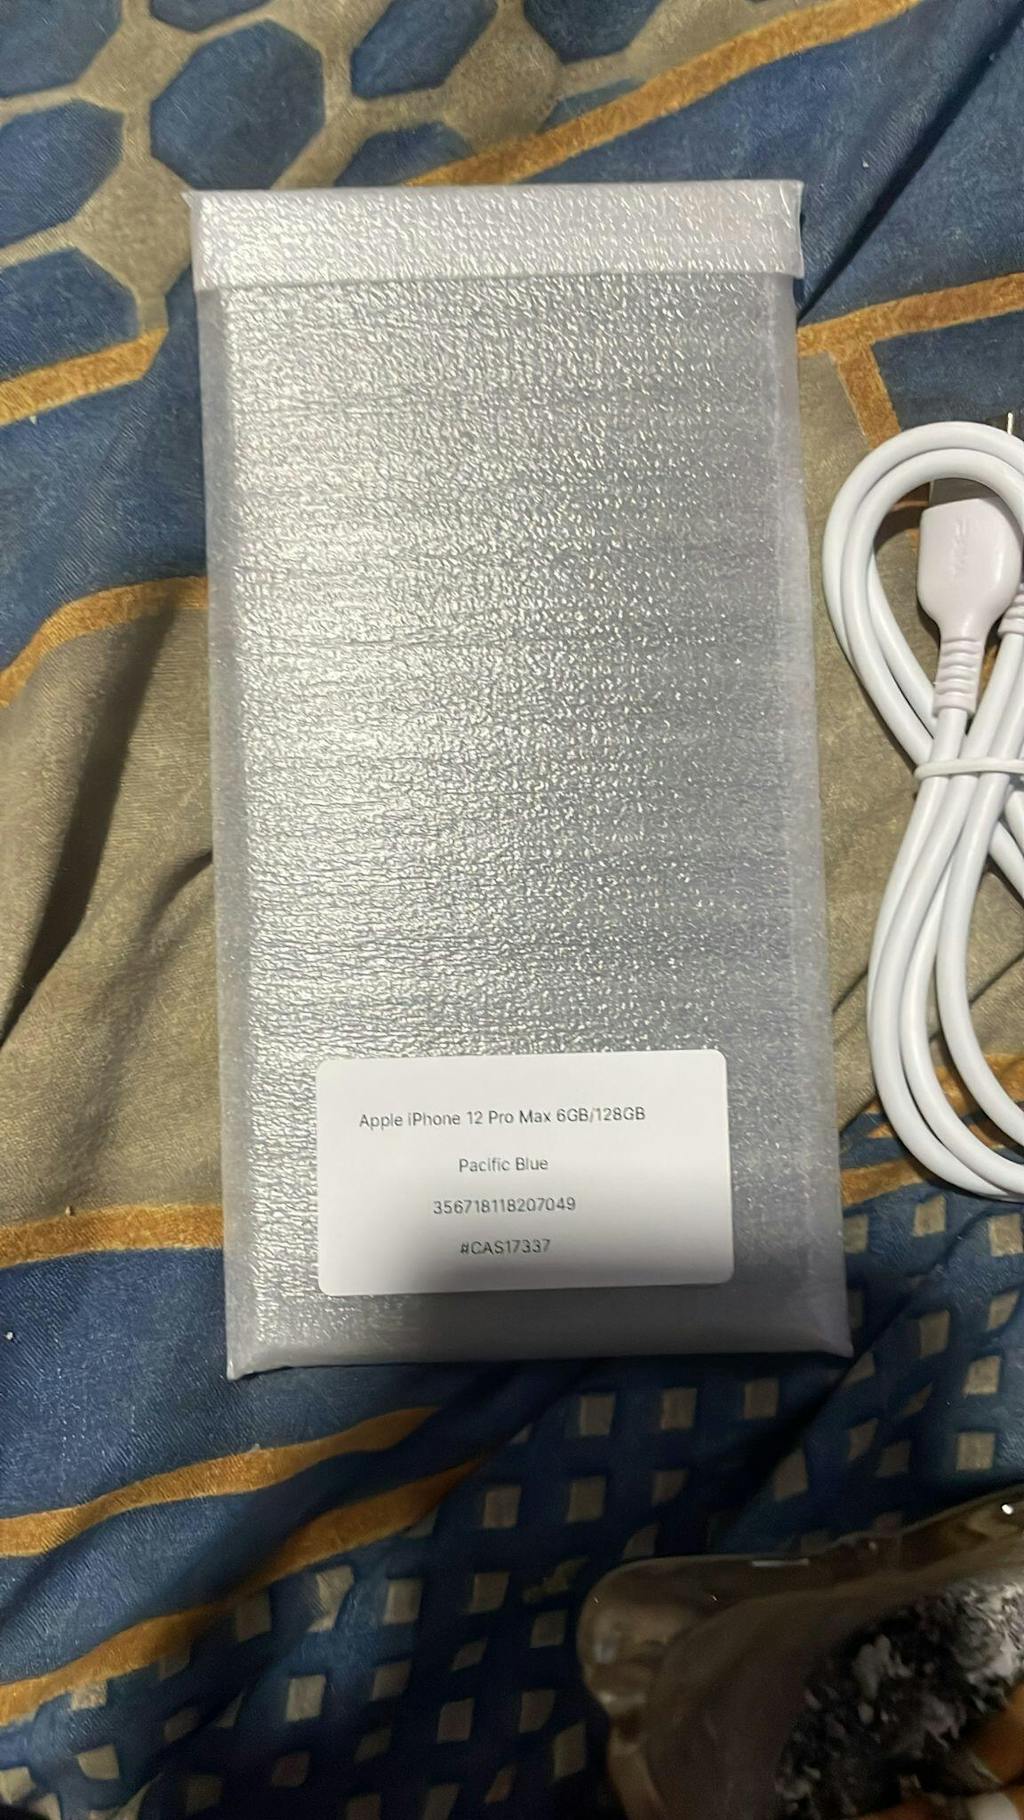 Apple iPhone 12 Pro Max 6GB/128GB
Pacific Blue
356718118207049
#CAS17337